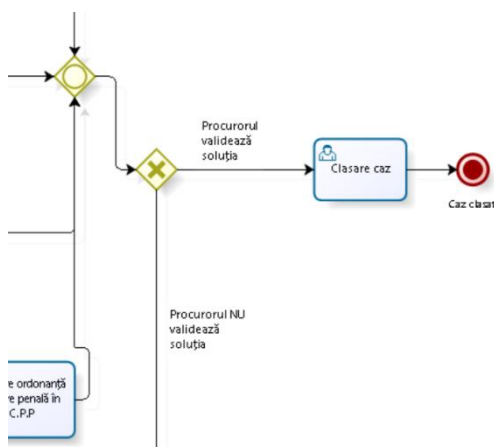 Procurorul
validează
soluția
Clasare caz
Caz clasat
Procurorul NU
validează
soluția
e ordonanță
e penală în
C.P.P